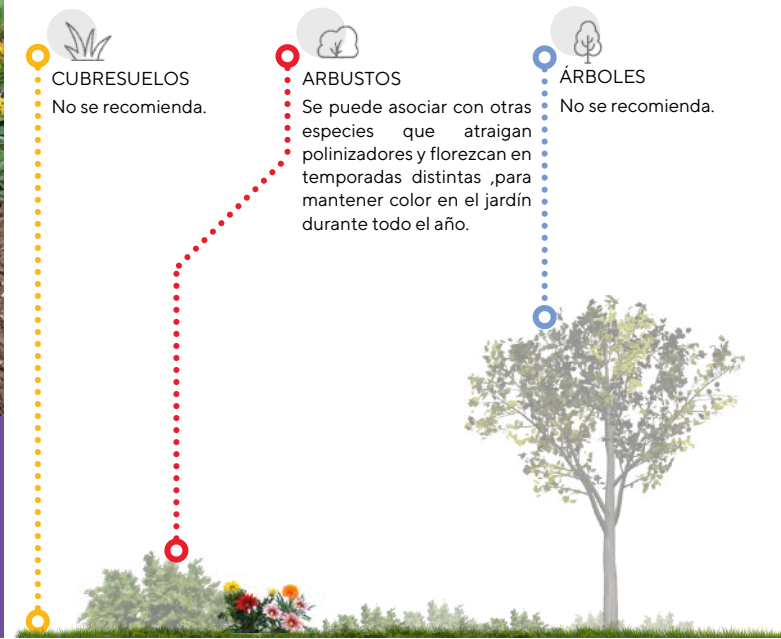 CUBRESUELOS
No se recomienda.
ARBUSTOS
Se puede asociar con otras
especies que atraigan
polinizadores y florezcan en
temporadas distintas ,para
mantener color en el jardín
durante todo el año.
ÁRBOLES
No se recomienda.